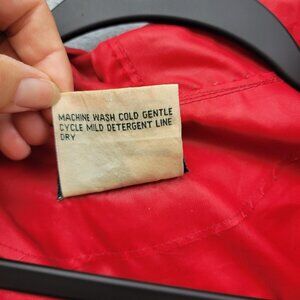 MACHINE WASH COLD GENTLE
CYCLE MILD DETERGENT LINE
DRY